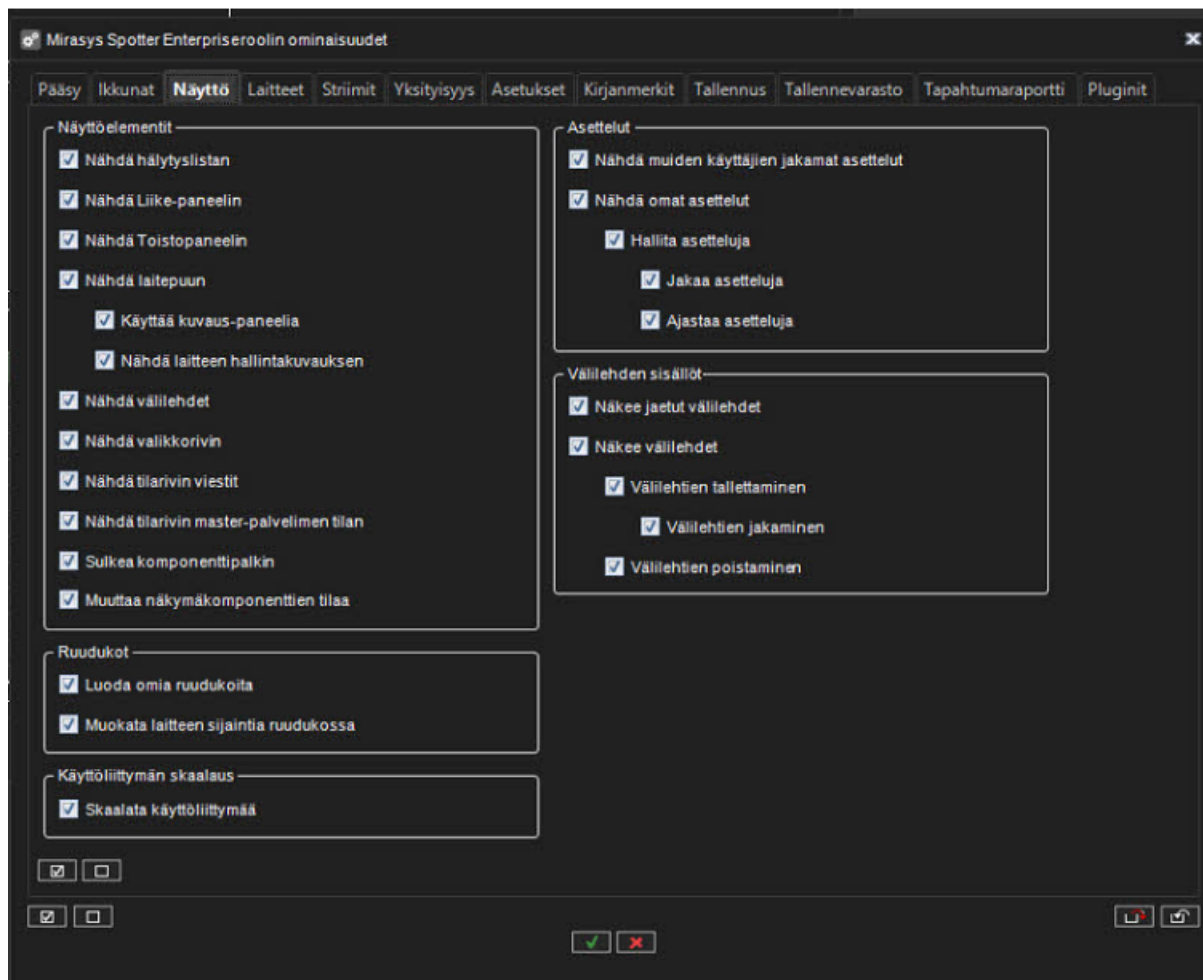 Mirasys Spotter Enterpriseroolin ominaisuudet
Pääsy Ikkunat Näyttö Laitteet Striimit Yksityisyys Asetukset Kirjanmerkit Tallennus Tallennevarasto Tapahtumaraportti Pluginit
Näyttöelementit
Nähdä hälytyslistan
Nähdä Liike-paneelin
Nähdä Toistopaneelin
Nähdä laitepuun
Käyttää kuvaus-paneelia
Nähdä laitteen hallintakuvauksen
Nähdä välilehdet
Nähdä valikkorivin
Nähdä tilarivin viestit
Nähdä tilarivin master-palvelimen tilan
Sulkea komponenttipalkin
Muuttaa näkymäkomponenttien tilaa
Ruudukot
Luoda omia ruudukoita
Muokata laitteen sijaintia ruudukossa
Käyttöliittymän skaalaus
Skaalata käyttöliittymää
Asettelut
Nähdä muiden käyttäjien jakamat asettelut
Nähdä omat asettelut
Hallita asetteluja
Jakaa asetteluja
Ajastaa asetteluja
Välilehden sisällöt
Näkee jaetut välilehdet
Näkee välilehdet
Välilehtien tallettaminen
Välilehtien jakaminen
Välilehtien poistaminen